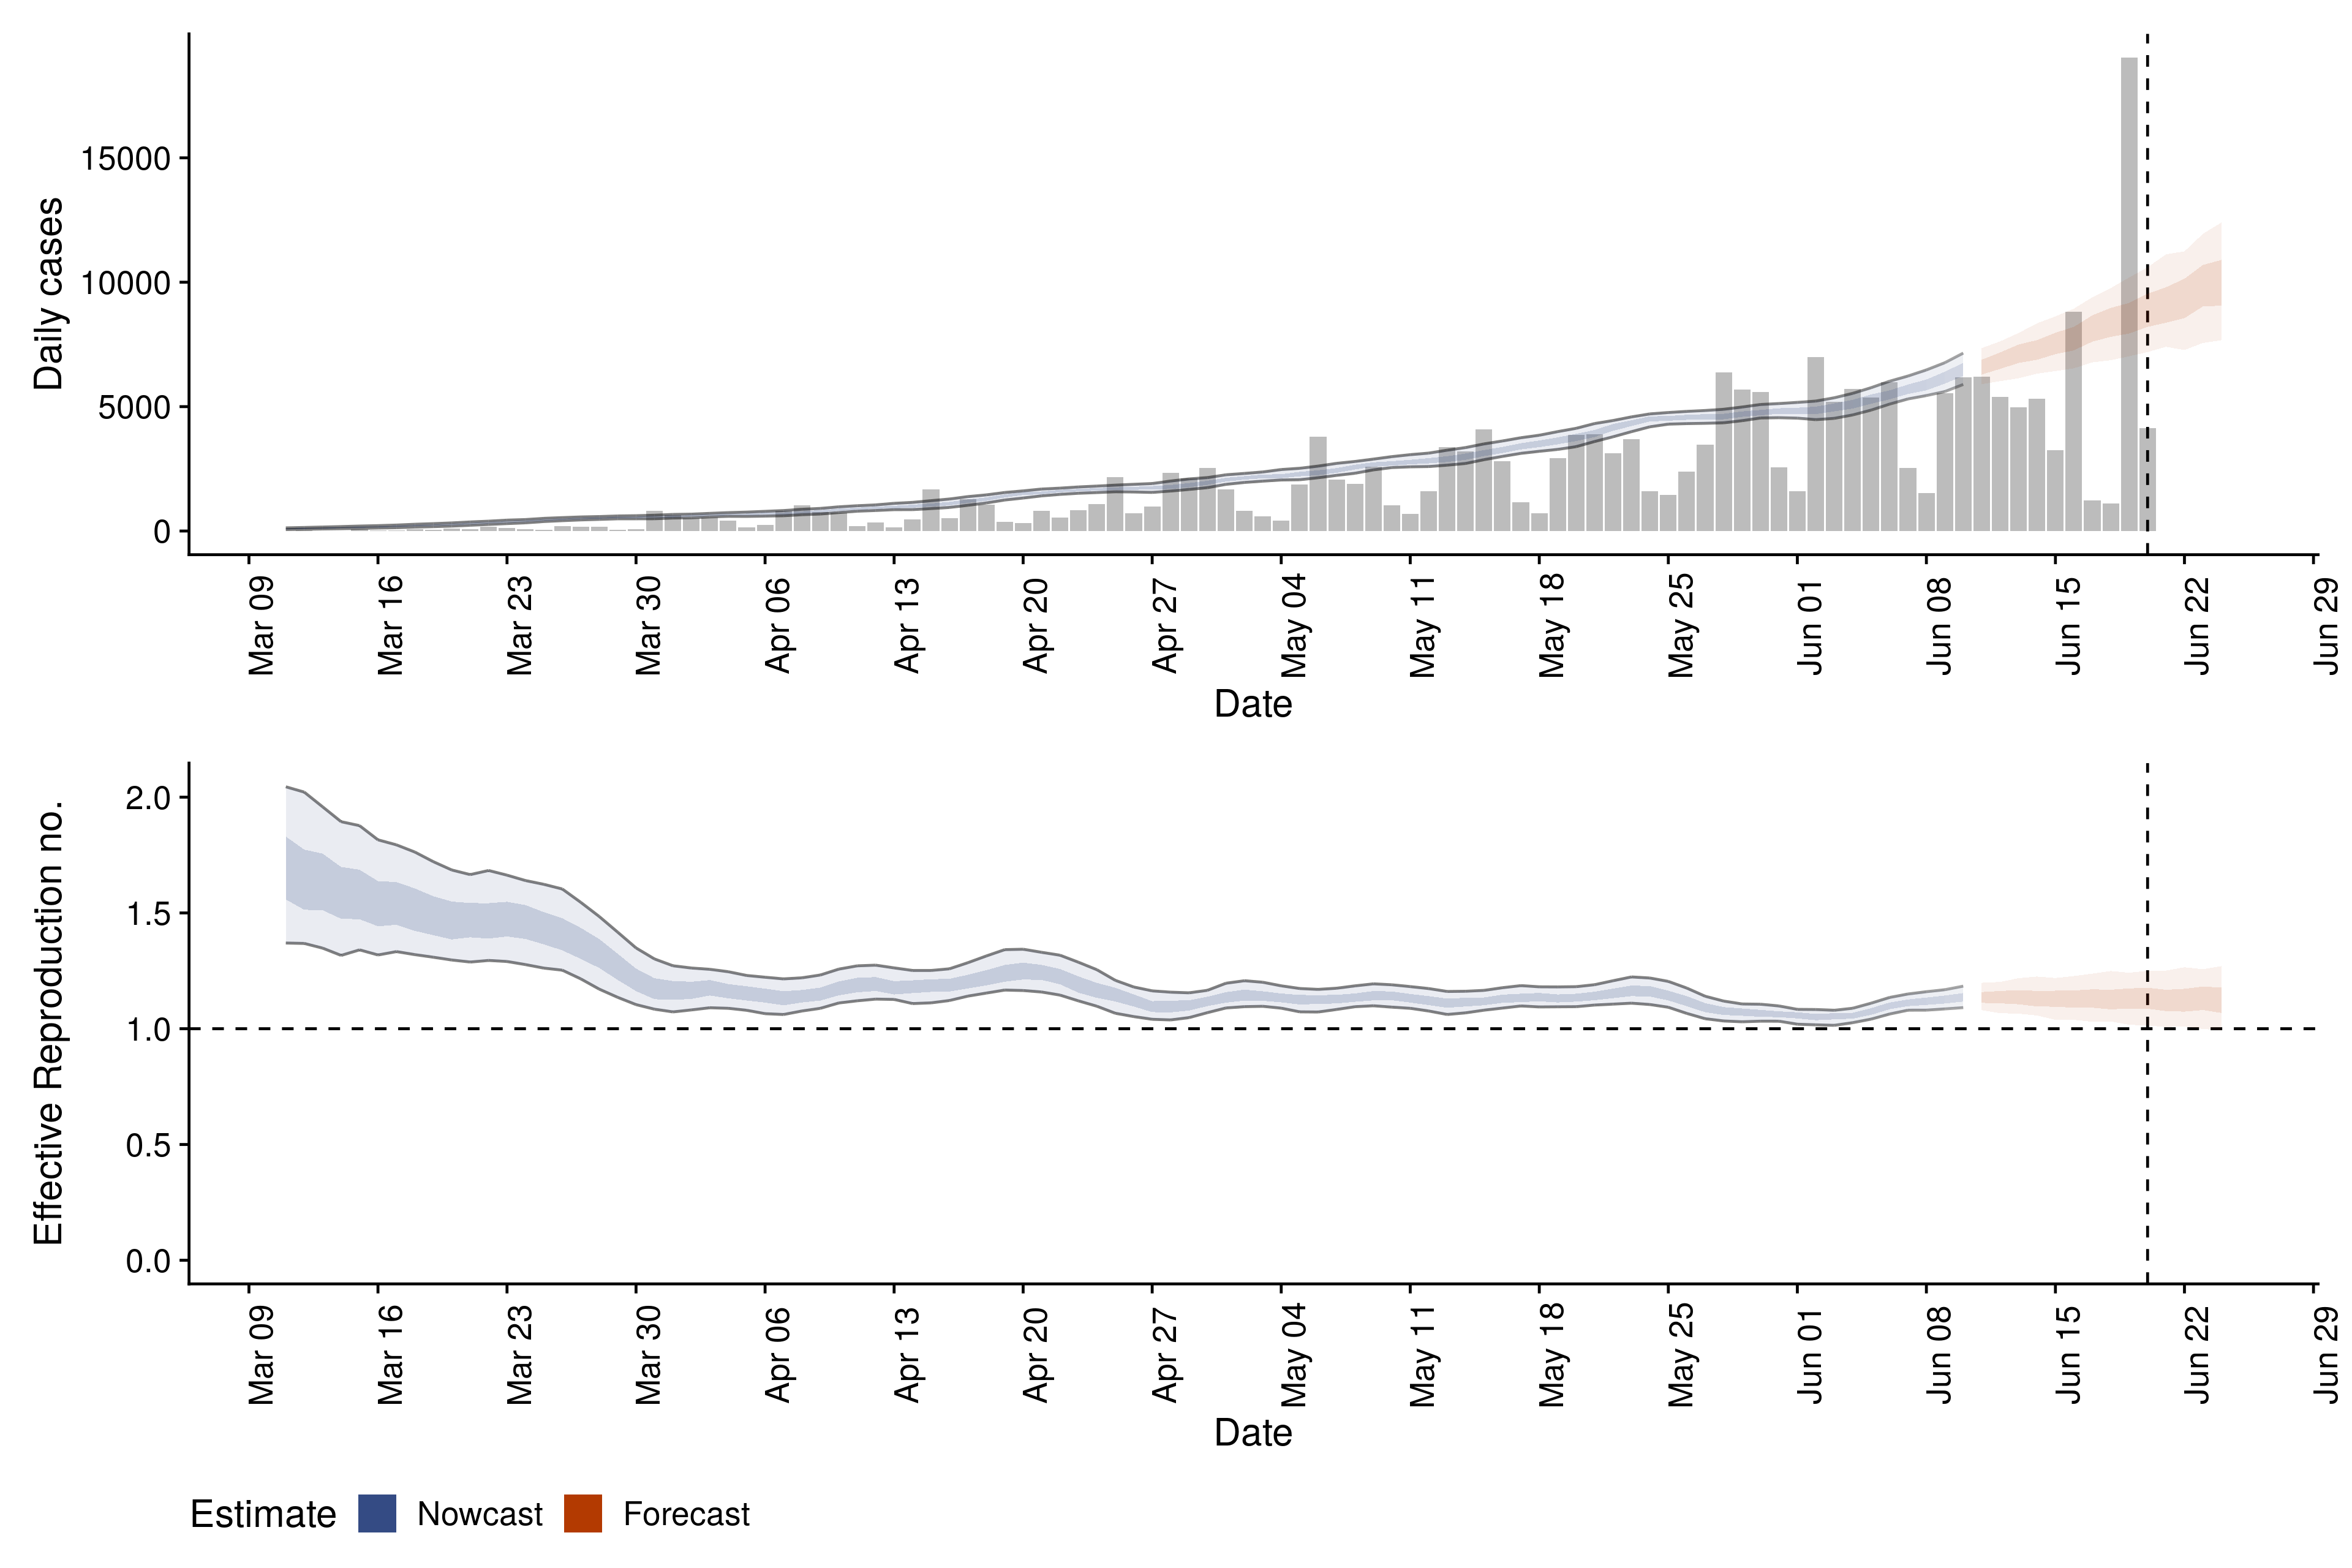 Daily cases
15000
10000
5000
0
Mar 09
Mar 16
Mar 23
Mar 30
Apr 06
Apr 13
Apr 20
Apr 27
May 04
May 11
May 18
May 25
Jun 01
Jun 08
Jun 15
Jun 22
Jun 29
Date
Effective Reproduction no.
2.0
1.5
1.0
0.5
0.0
Mar 09
Mar 16
Mar 23
Mar 30
Apr 06
Apr 13
Apr 20
Apr 27
May 04
May 11
May 18
May 25
Jun 01
Jun 08
Jun 15
Jun 22
Jun 29
Date
Estimate Nowcast Forecast